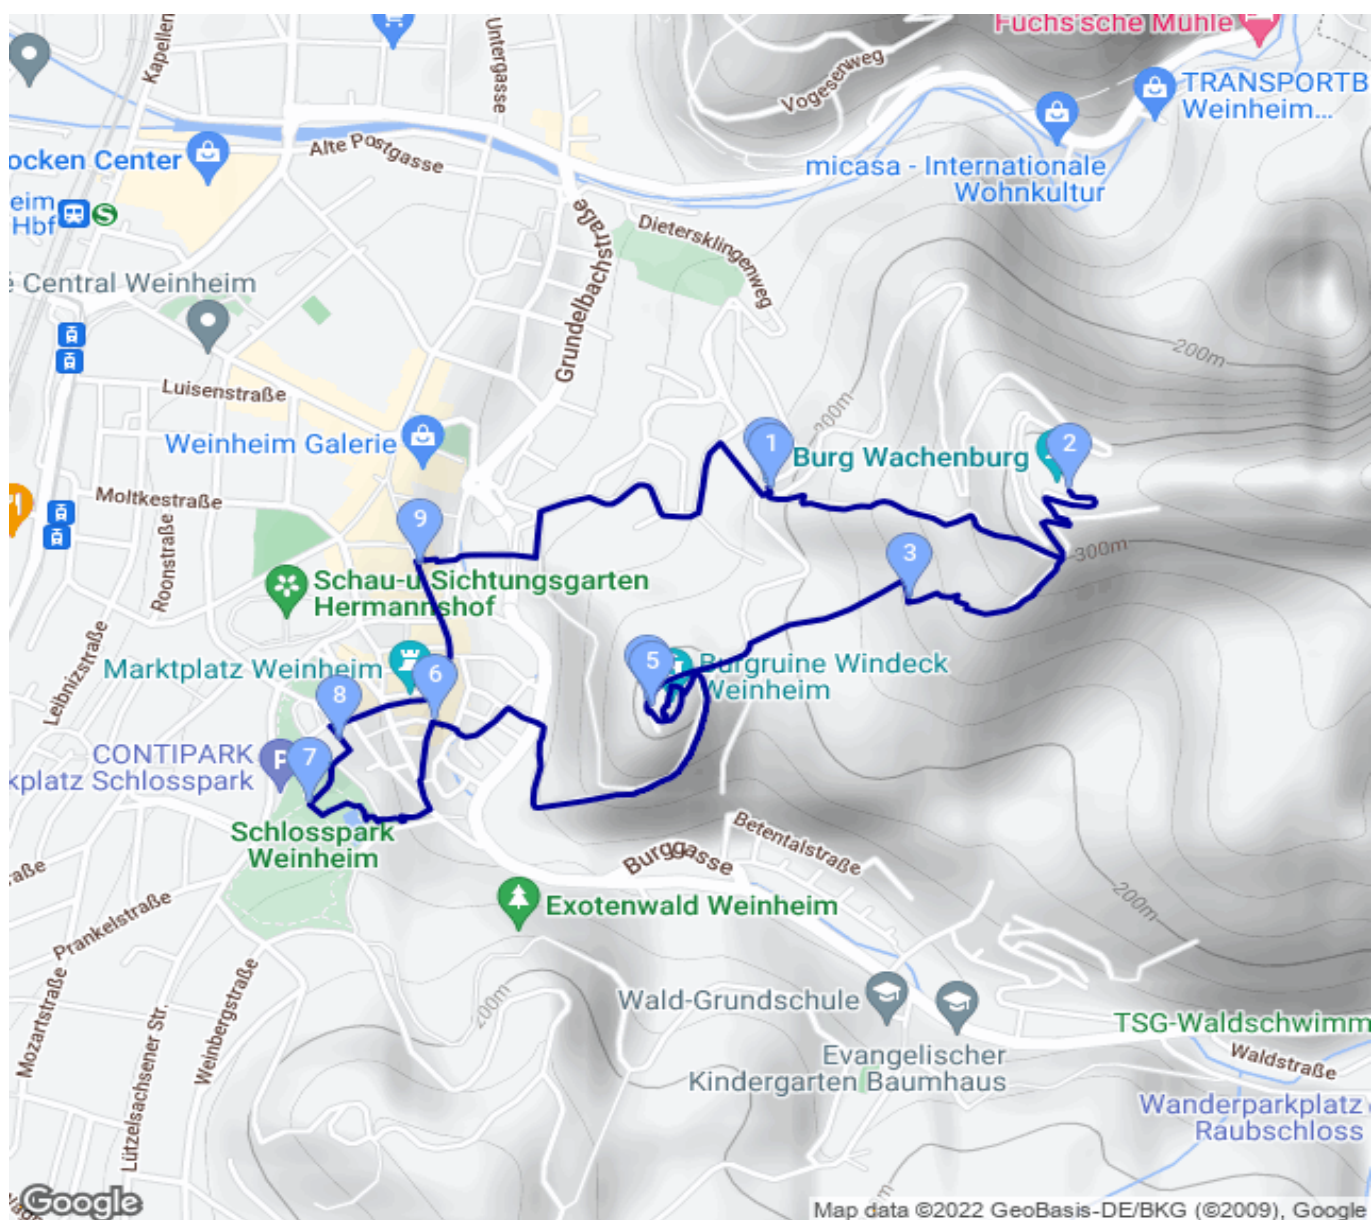 Fuchs'sche Mühle
Kapellen
Untergasse
Vogesenweg
TRANSPORTB
Weinheim...
Alte Postgasse
ocken Center
micasa - Internationale
Wohnkultur
eim
Hbf
S
Grundelbachstraße
Dietersklingenweg
e Central Weinheim
200m
Luisenstraße
200m
Weinheim Galerie
1
Burg Wachenburg
2
Moltkestraße
Roonstraße
9
300m
3
Schau-u Sichtungsgarten
Hermannshof
Leibnizstraße
Marktplatz Weinheim
6
5
Burgruine Windeck
Weinheim
8
CONTIPARK
kplatz Schlosspark
P
7
Schlosspark
Weinheim
Betentalstraße
Burggasse
raße
Prankelstraße
Exotenwald Weinheim
200m
Mozartstraße
Lützelsachsener Str.
Weinbergstraße
200m
Wald-Grundschule
TSG-Waldschwimm
Evangelischer
Kindergarten Baumhaus
Waldstraße
Wanderparkplatz
Raubschloss
Google
Map data ©2022 GeoBasis-DE/BKG (©2009), Google